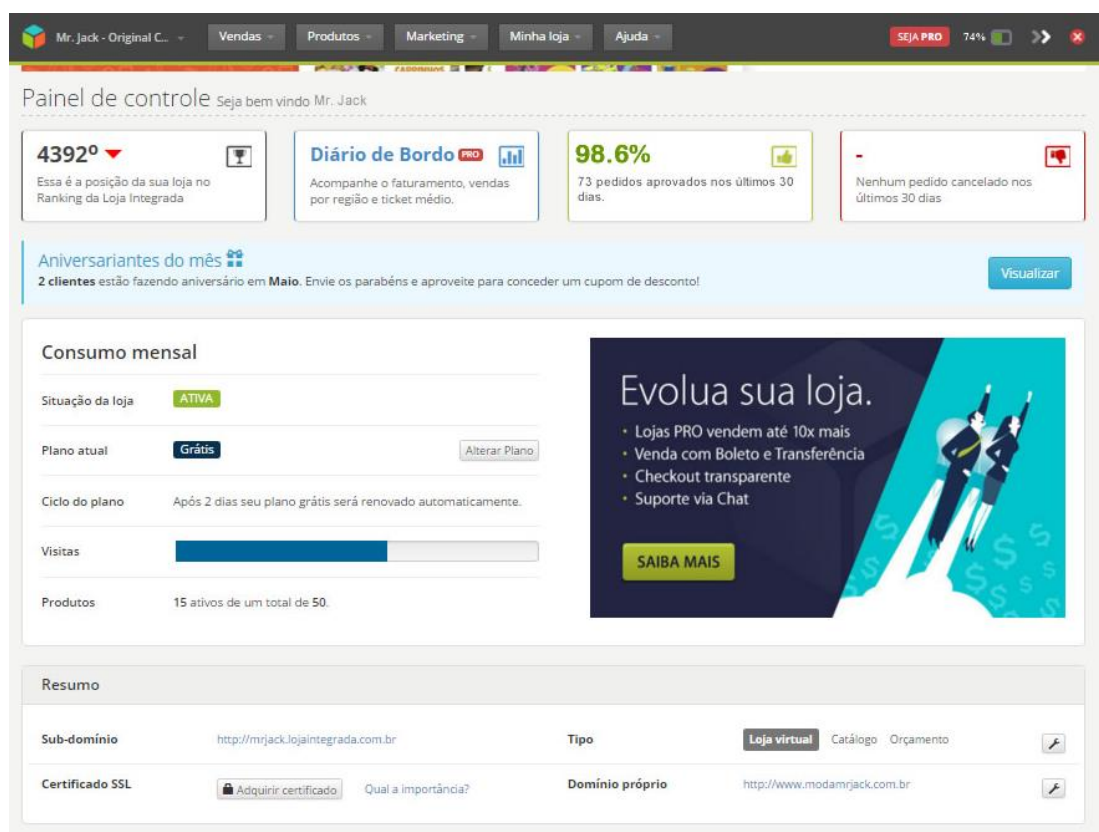 Mr. Jack - Original C...
Vendas
Produtos
Marketing
Minha loja
Ajuda
SEJA PRO
74%
CARRINHOS
Painel de controle Seja bem vindo Mr. Jack
4392º
Essa é a posição da sua loja no
Ranking da Loja Integrada
Diário de Bordo PRO
Acompanhe o faturamento, vendas
por região e ticket médio.
98.6%
73 pedidos aprovados nos últimos 30
dias.
-
Nenhum pedido cancelado nos
últimos 30 dias
Aniversariantes do mês
2 clientes estão fazendo aniversário em Maio. Envie os parabéns e aproveite para conceder um cupom de desconto!
Visualizar
Consumo mensal
Situação da loja ATIVA
Plano atual Grátis Alterar Plano
Ciclo do plano Após 2 dias seu plano grátis será renovado automaticamente.
Visitas
Produtos 15 ativos de um total de 50.
Evolua sua loja.
• Lojas PRO vendem até 10x mais
• Venda com Boleto e Transferência
• Checkout transparente
• Suporte via Chat
SAIBA MAIS
Resumo
Sub-domínio http://mrjack.lojaintegrada.com.br
Tipo Loja virtual Catálogo Orçamento
Certificado SSL Adquirir certificado Qual a importância?
Domínio próprio http://www.modamrjack.com.br